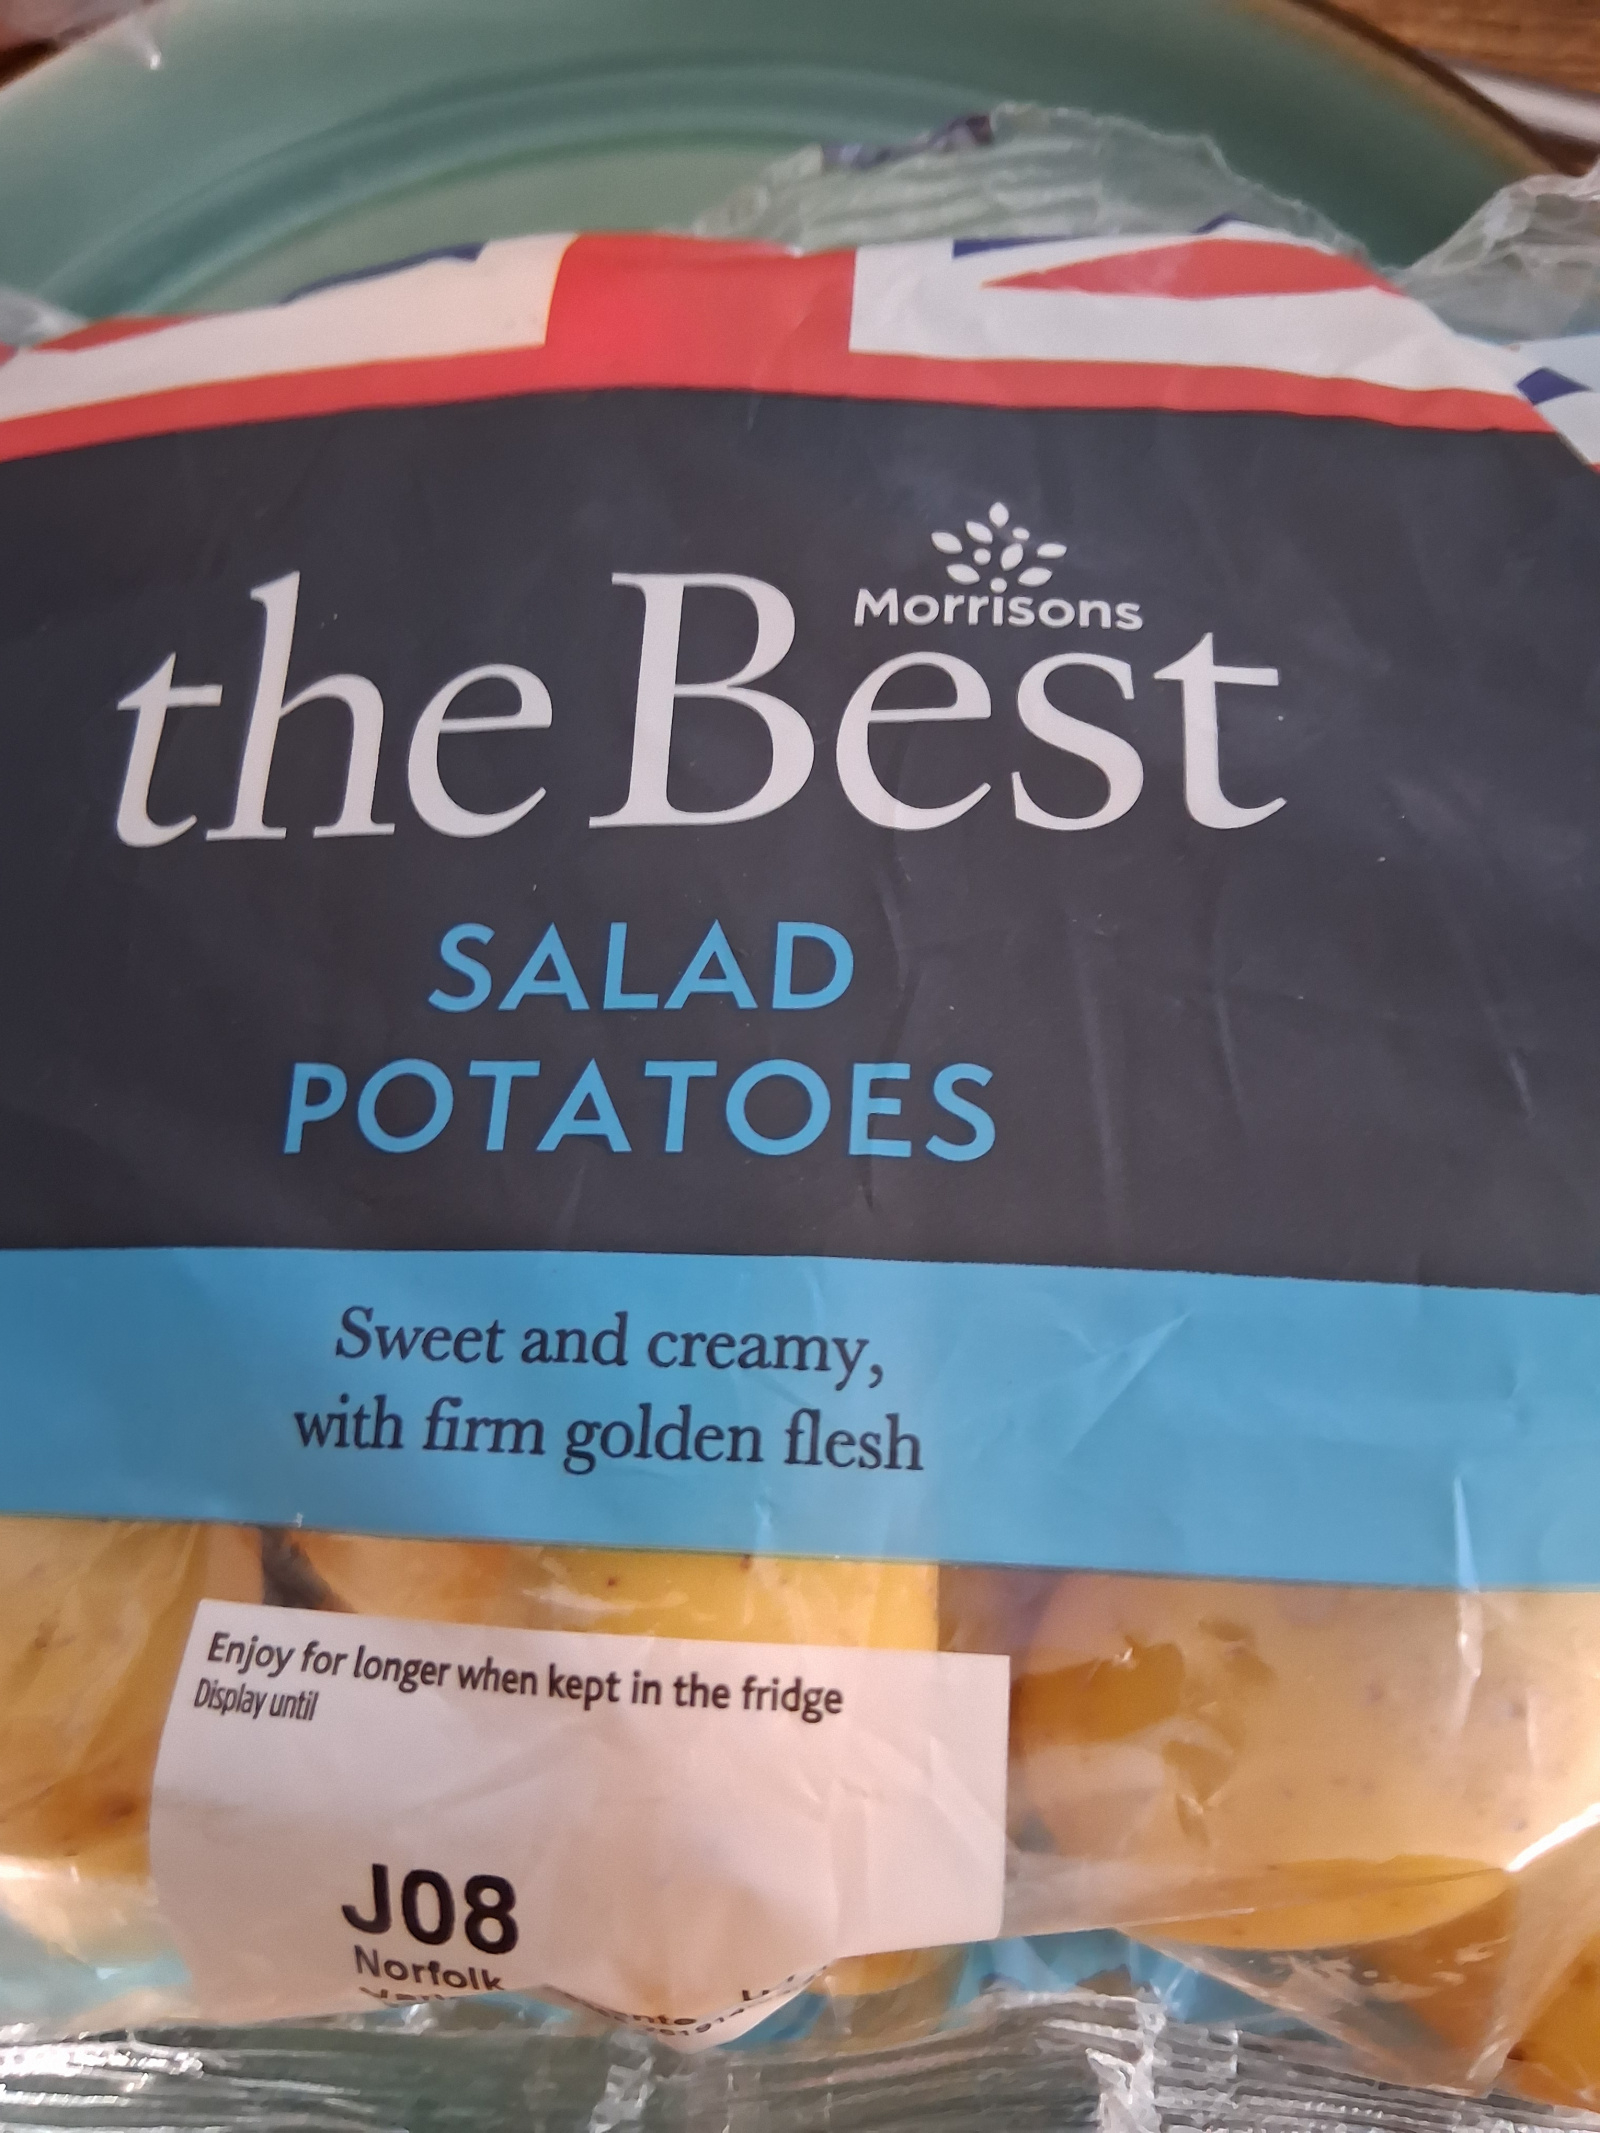 Morrisons
the Best
SALAD
POTATOES
Sweet and creamy,
with firm golden flesh
Enjoy for longer when kept in the fridge
Display until
J08
Norfolk